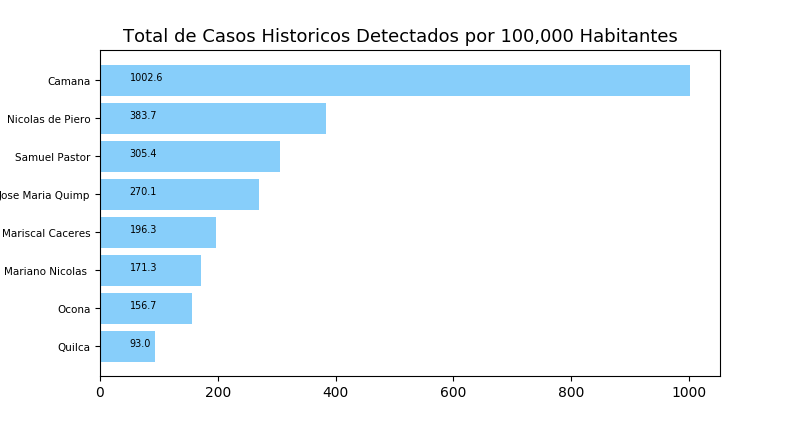 Total de Casos Historicos Detectados por 100,000 Habitantes
Camana 1002.6
Nicolas de Piero 383.7
Samuel Pastor 305.4
Jose Maria Quimp 270.1
Mariscal Caceres 196.3
Mariano Nicolas 171.3
Ocona 156.7
Quilca 93.0
0 200 400 600 800 1000